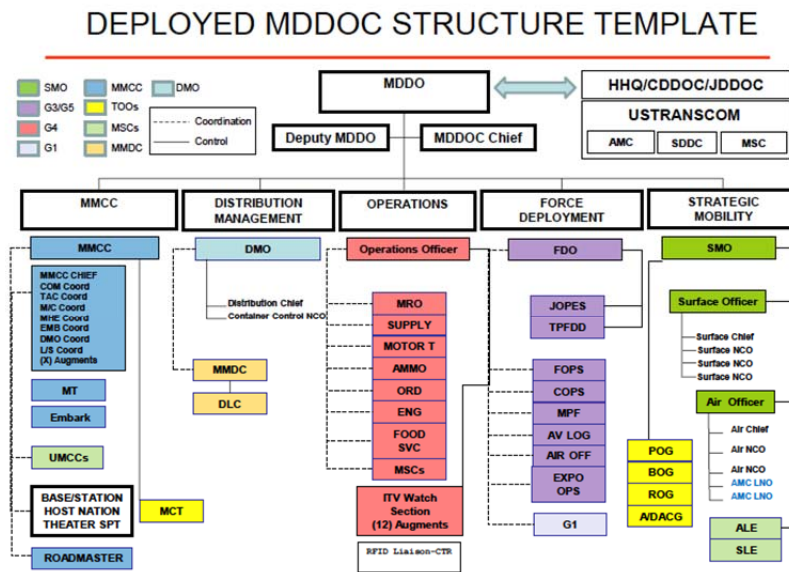 DEPLOYED MDDOC STRUCTURE TEMPLATE
SMO
MMCC
DMO
G3/G5
TOOs
G4
MSCs
G1
MMDC
Coordination
Control
MDDO
HHQ/CDDOC/JDDOC
USTRANSCOM
AMC
SDDC
MSC
Deputy MDDO
MDDOC Chief
MMCC
DISTRIBUTION
MANAGEMENT
OPERATIONS
FORCE
DEPLOYMENT
STRATEGIC
MOBILITY
MMCC
MMCC CHIEF
COM Coord
TAC Coord
M/C Coord
MHE Coord
EMB Coord
DMO Coord
L/S Coord
(X) Augments
MT
Embark
UMCCs
BASE/STATION
HOST NATION
THEATER SPT
ROADMASTER
MCT
DMO
Distribution Chief
Container Control NCO
MMDC
DLC
Operations Officer
MRO
SUPPLY
MOTOR T
AMMO
ORD
ENG
FOOD
SVC
MSCs
ITV Watch
Section
(12) Augments
RFID Liaison-CTR
FDO
JOPES
TPFDD
FOPS
COPS
MPF
AV LOG
AIR OFF
EXPO
OPS
G1
SMO
Surface Officer
Surface Chief
Surface NCO
Surface NCO
Surface NCO
Air Officer
Air Chief
Air NCO
Air NCO
AMC LNO
AMC LNO
POG
BOG
ROG
A/DACG
ALE
SLE